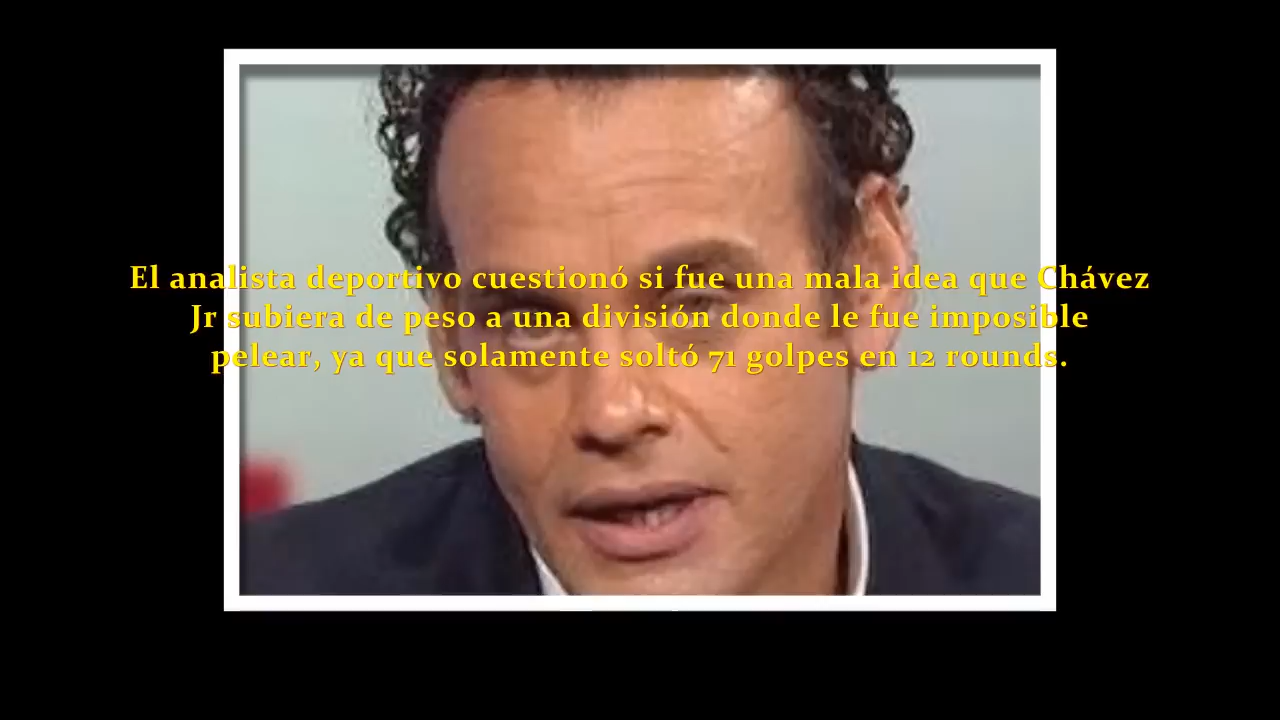 El analista deportivo cuestionó si fue una mala idea que Chávez
Jr subiera de peso a una división donde le fue imposible
pelear, ya que solamente soltó 71 golpes en 12 rounds.